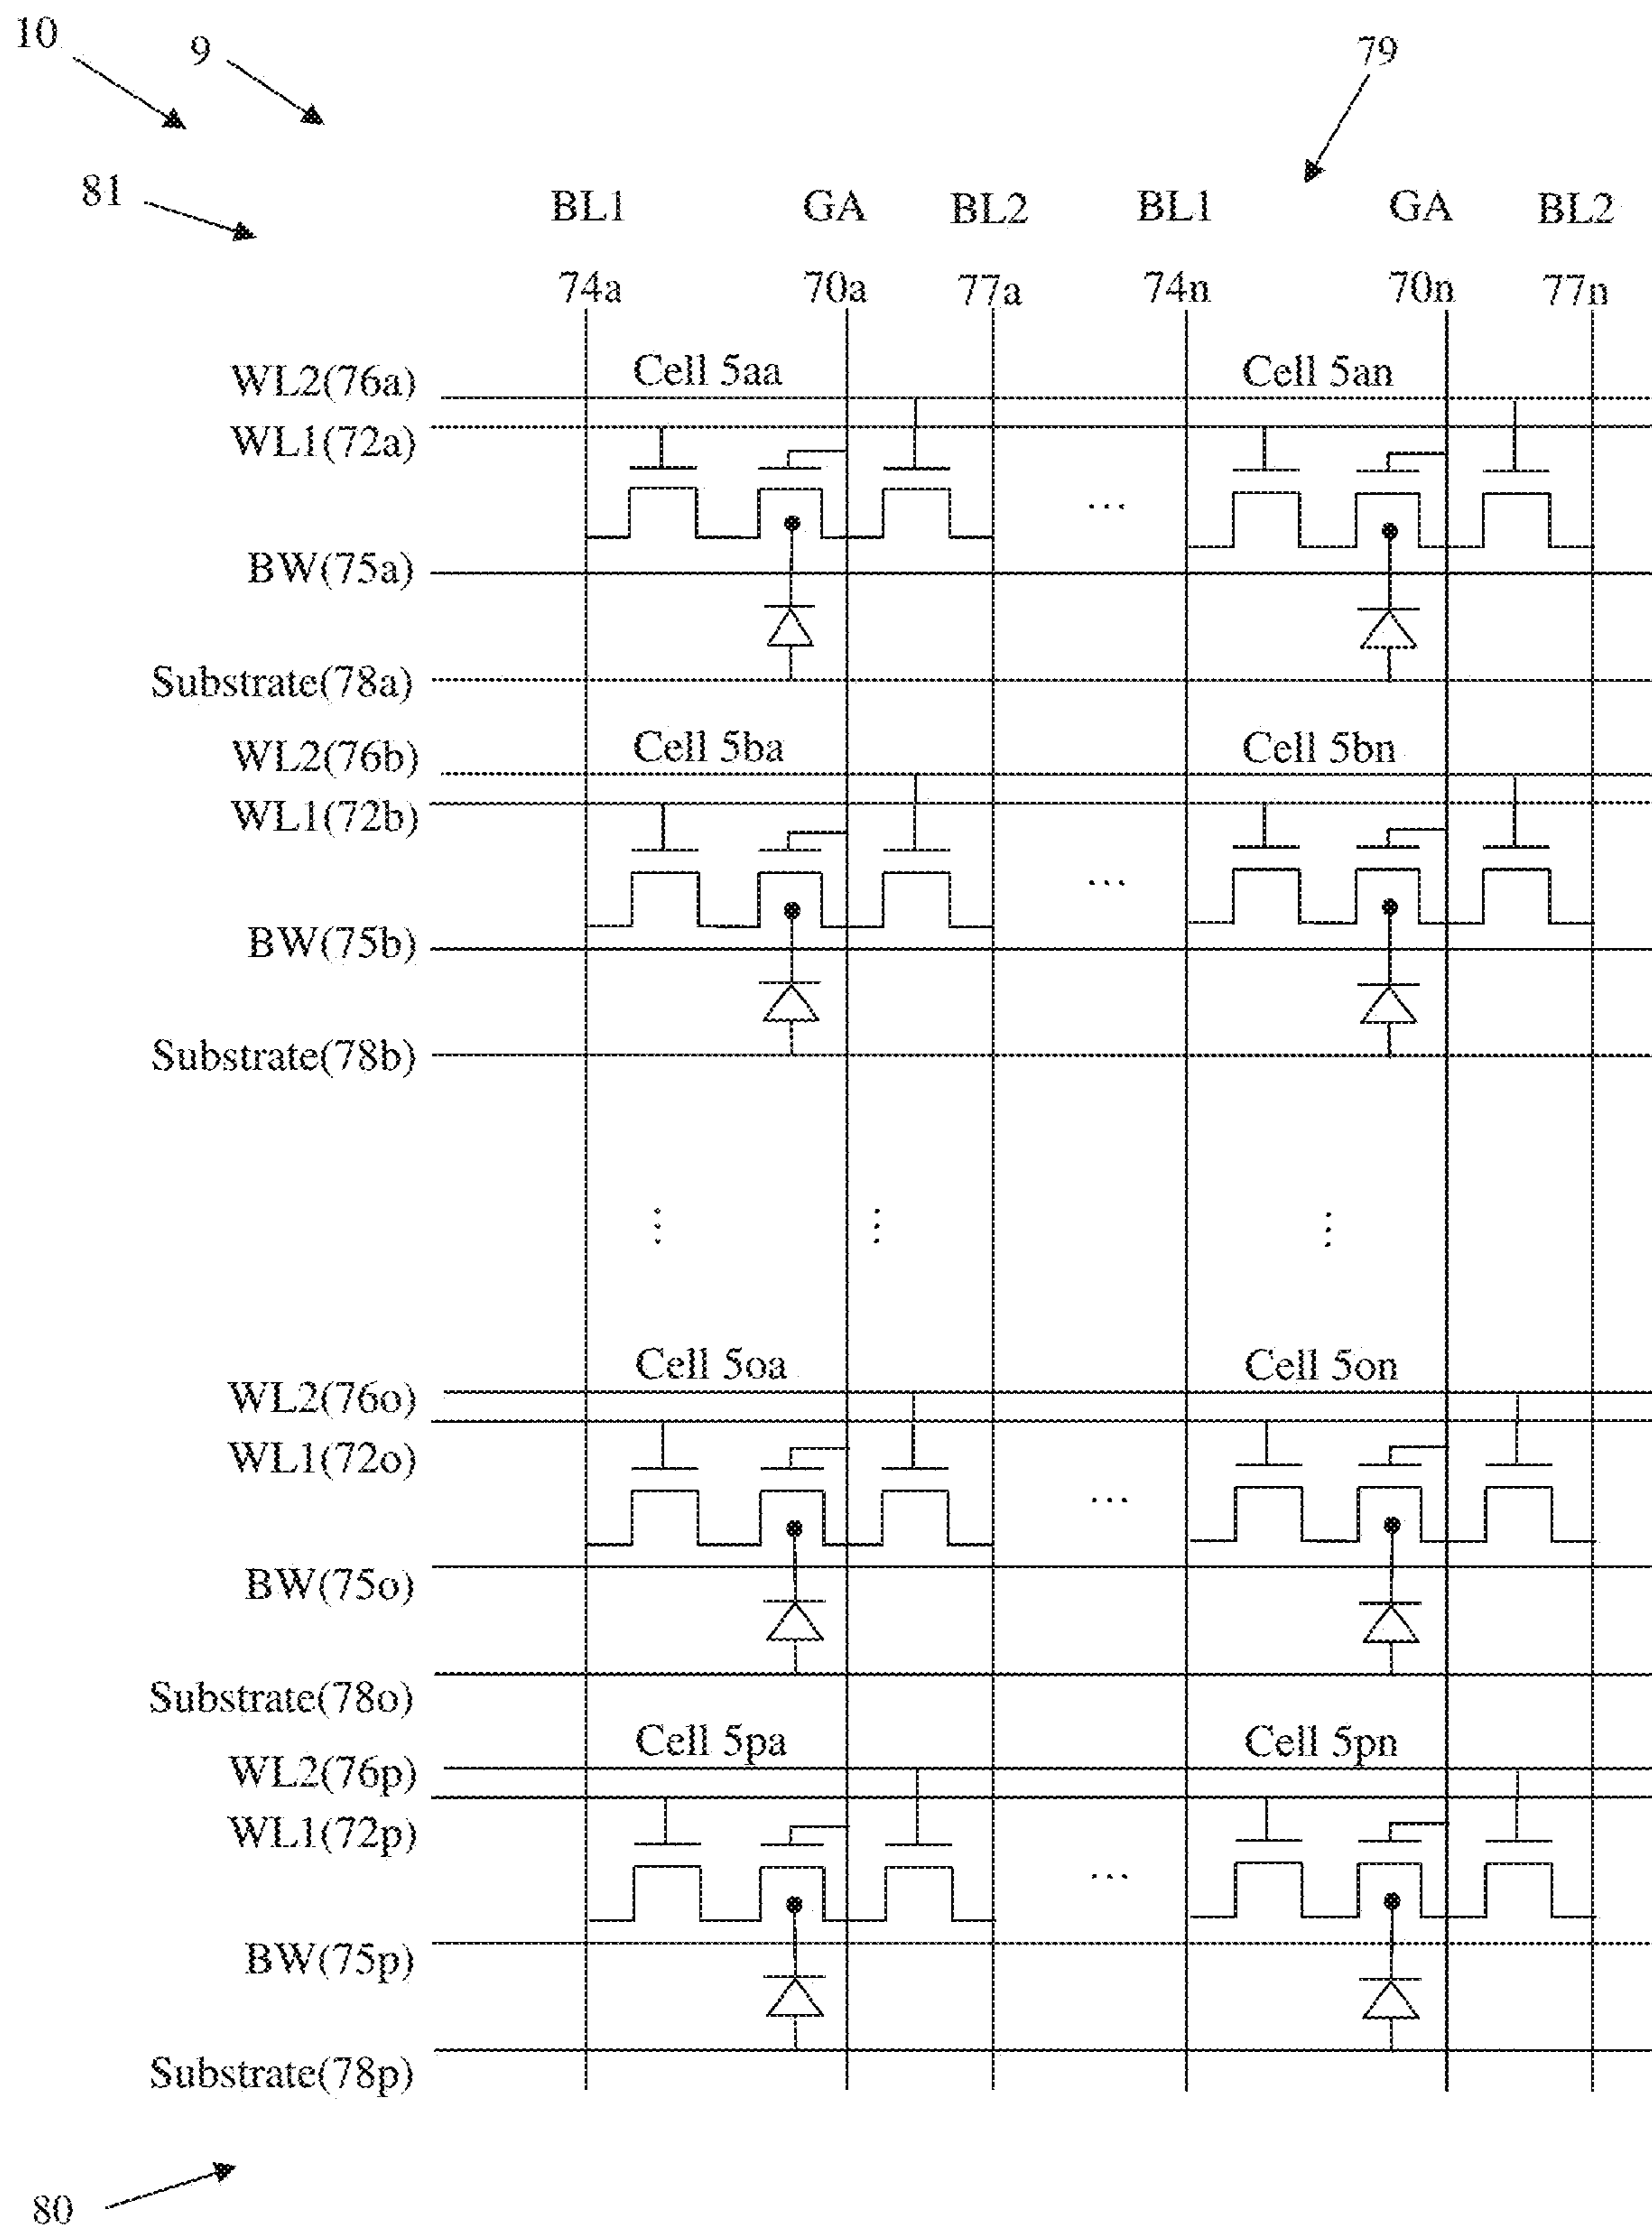 10
9
79
81
BL1 GA BL2 BL1 GA BL2
74a 70a 77a 74n 70n 77n
WL2(76a) Cell 5aa Cell 5an
WL1(72a)
...
BW(75a)
Substrate(78a)
WL2(76b) Cell 5ba Cell 5bn
WL1(72b)
...
BW(75b)
Substrate(78b)
Cell 5oa Cell 5on
WL2(76o)
WL1(72o)
...
BW(75o)
Substrate(78o)
Cell 5pa Cell 5pn
WL2(76p)
WL1(72p)
...
BW(75p)
Substrate(78p)
80